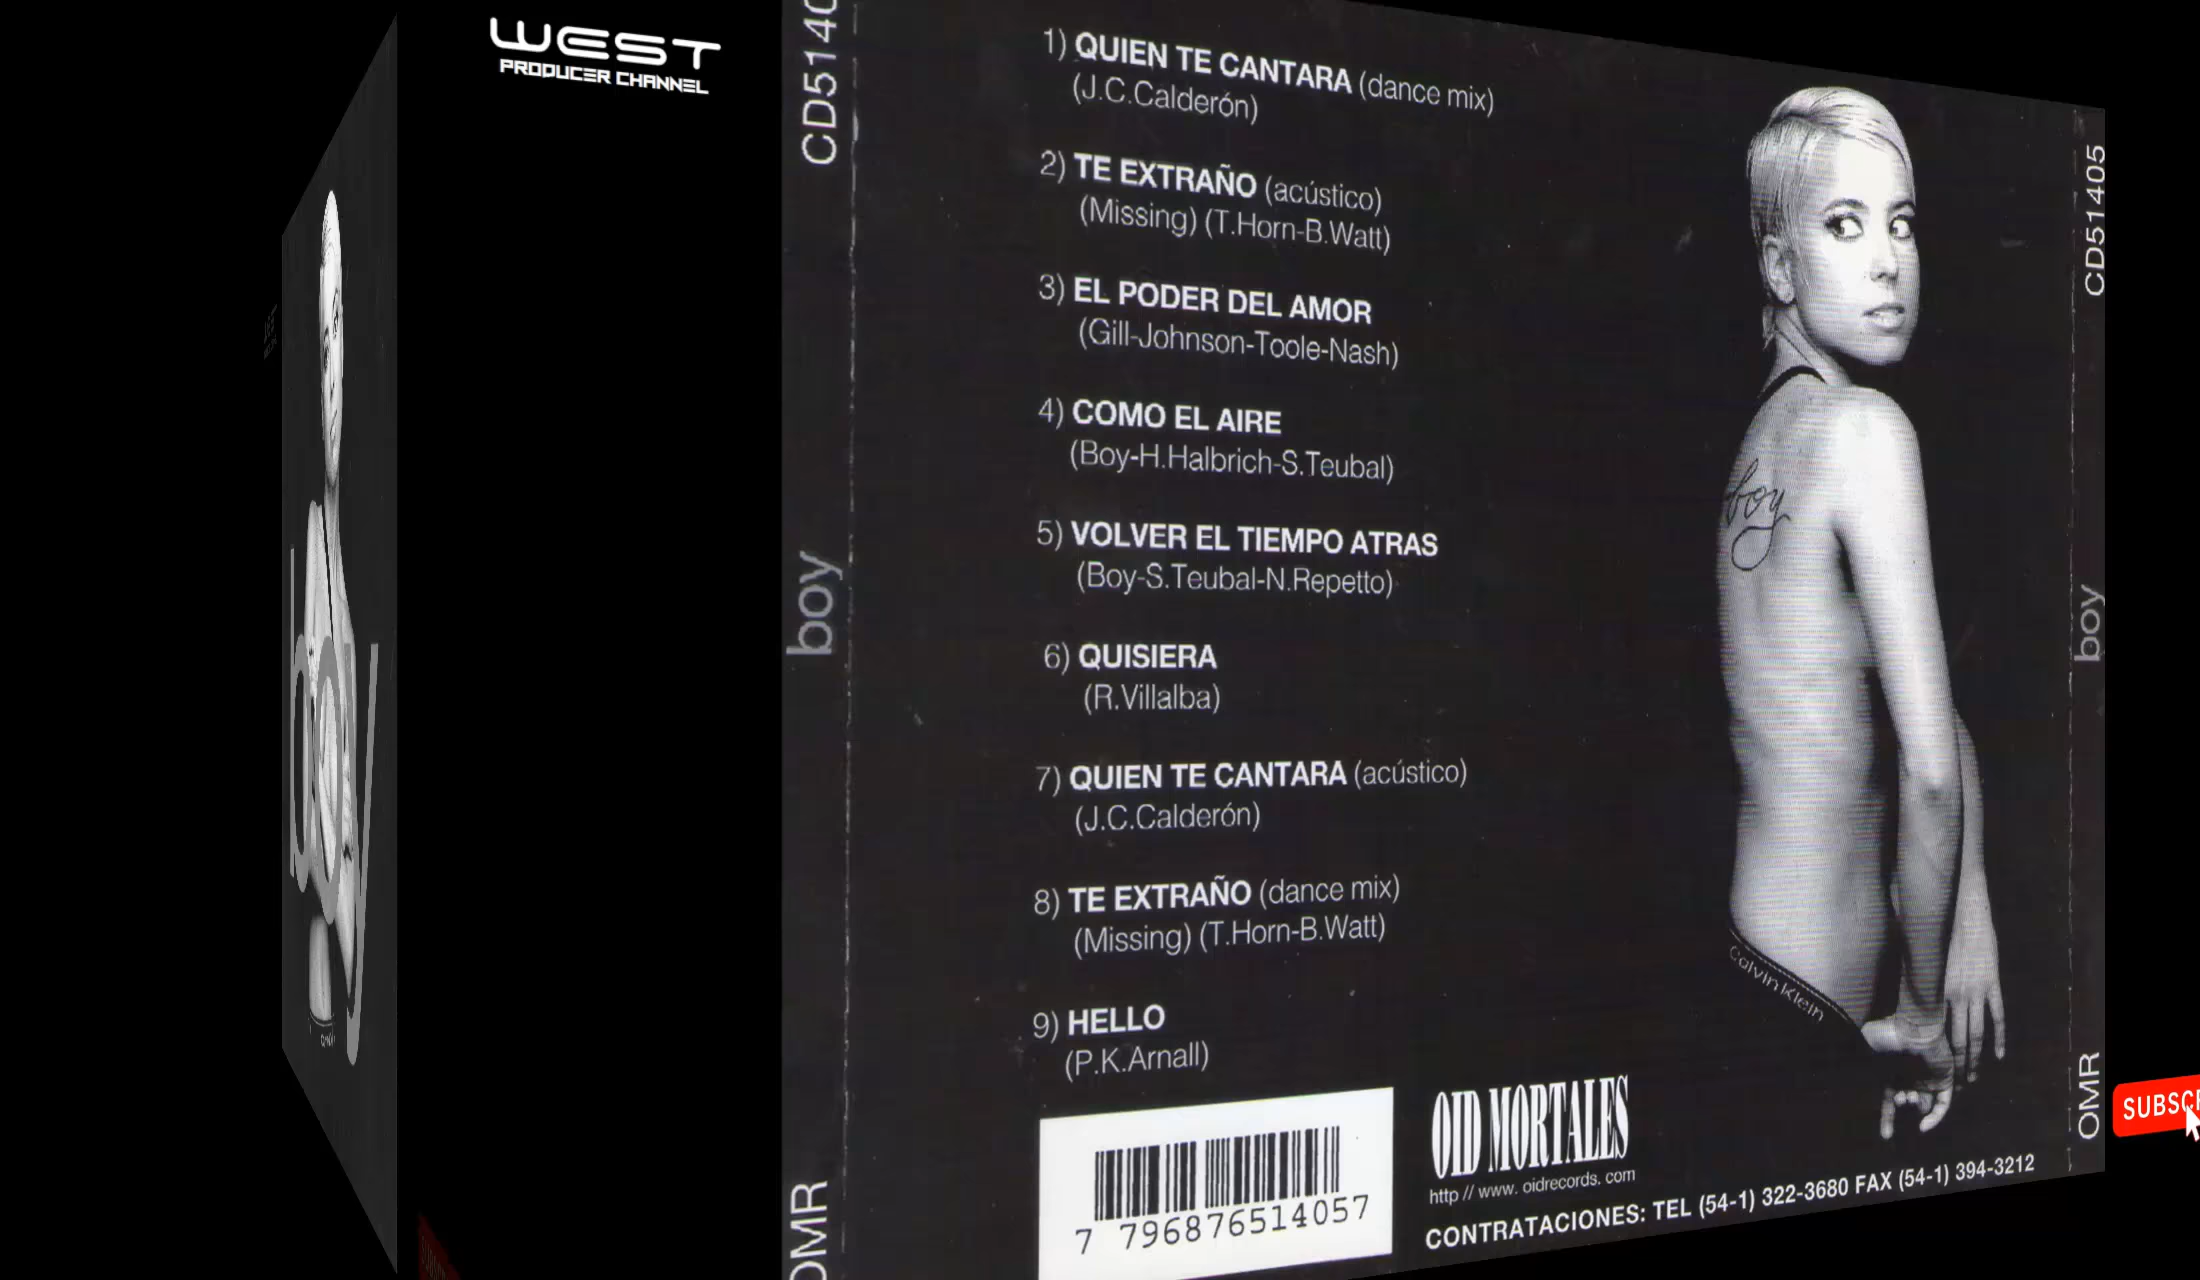 WEST
PRODUCER CHANNEL
boy
CD5140
boy
OMR
1) QUIEN TE CANTARA (dance mix)
(J.C.Calderón)
2) TE EXTRAÑO (acústico)
(Missing) (T.Horn-B.Watt)
3) EL PODER DEL AMOR
(Gill-Johnson-Toole-Nash)
4) COMO EL AIRE
(Boy-H.Halbrich-S.Teubal)
5) VOLVER EL TIEMPO ATRAS
(Boy-S.Teubal-N.Repetto)
6) QUISIERA
(R.Villalba)
7) QUIEN TE CANTARA (acústico)
(J.C.Calderón)
8) TE EXTRAÑO (dance mix)
(Missing) (T.Horn-B.Watt)
9) HELLO
(P.K.Arnall)
7 796876514057
OID MORTALES
http // www. oidrecords. com
CONTRATACIONES: TEL (54-1) 322-3680 FAX (54-1) 394-3212
boy
Calvin Klein
CD51405
boy
OMR
SUBSCR